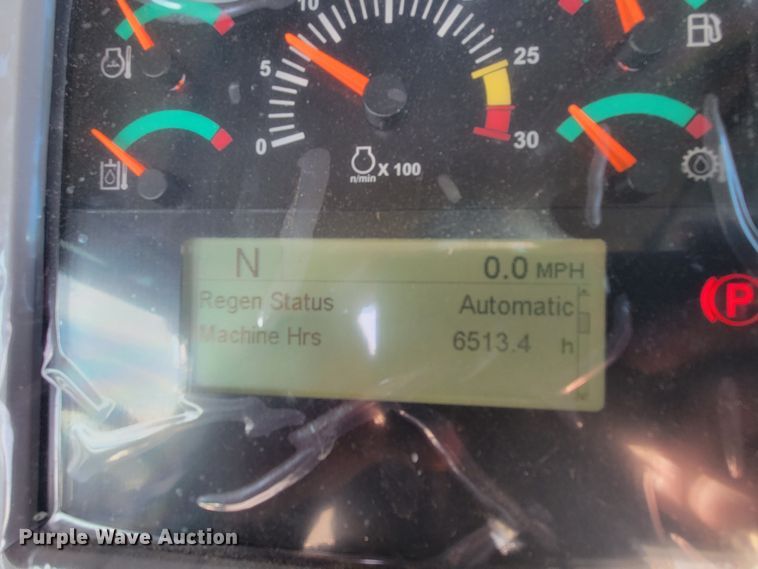 10
5
25
0
30
n/min X 100
N 0.0 MPH
Regen Status Automatic
Machine Hrs 6513.4 h
P
Purple Wave Auction